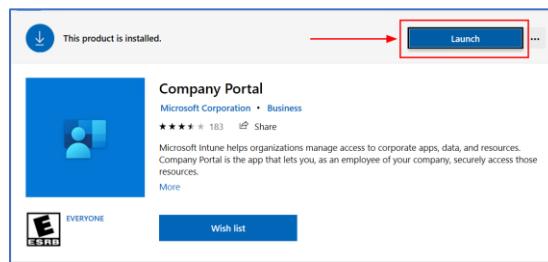 This product is installed.
Launch
...
Company Portal
Microsoft Corporation • Business
183 Share
Microsoft Intune helps organizations manage access to corporate apps, data, and resources.
Company Portal is the app that lets you, as an employee of your company, securely access those
resources.
More
E
ESRB
EVERYONE
Wish list